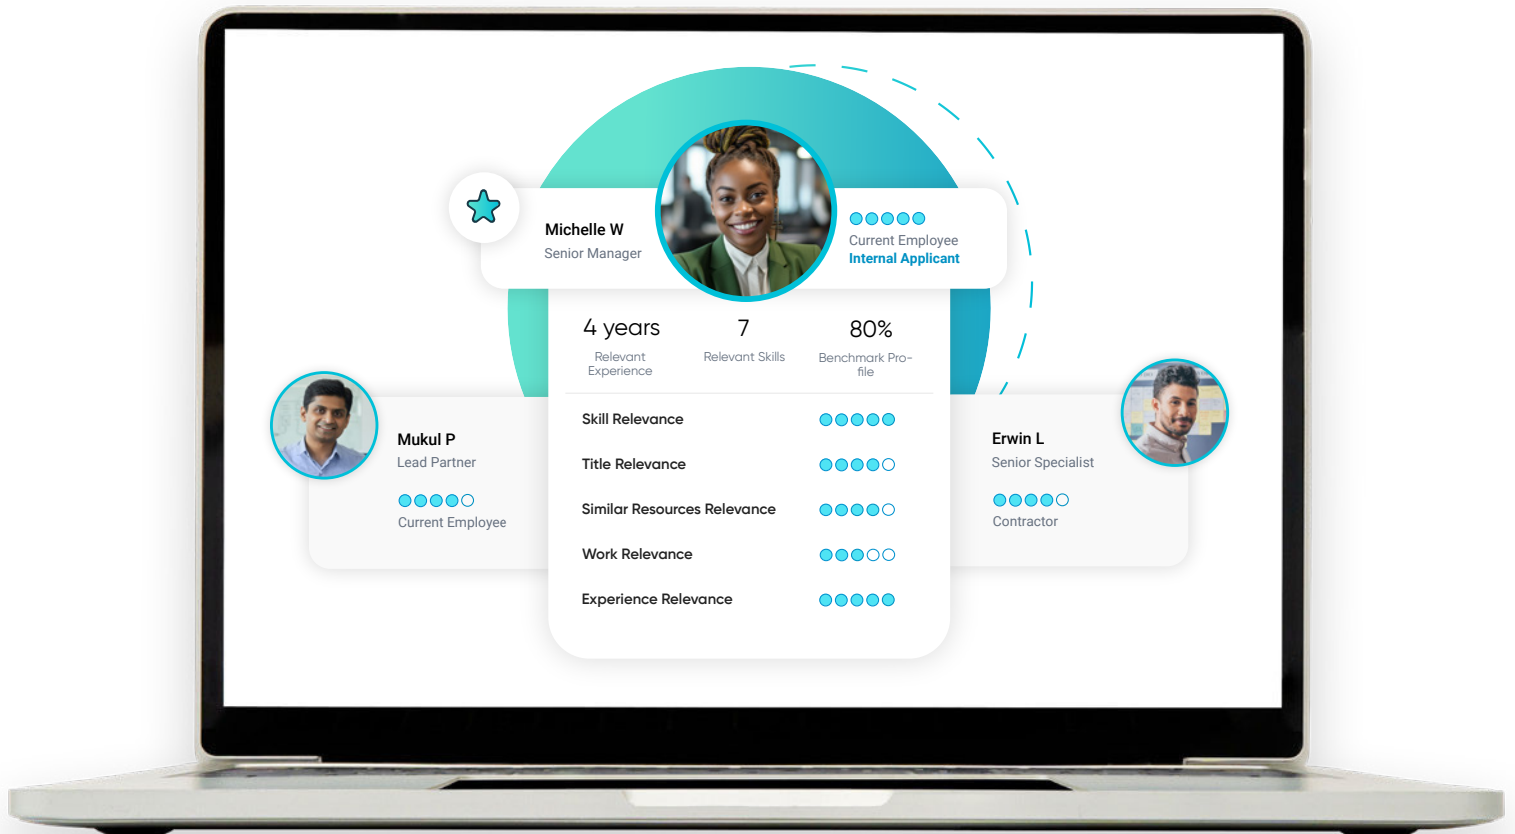 Michelle W
Senior Manager
Current Employee
Internal Applicant
4 years
Relevant
Experience
7
Relevant Skills
80%
Benchmark Pro-
file
Skill Relevance
Title Relevance
Similar Resources Relevance
Work Relevance
Experience Relevance
Mukul P
Lead Partner
Current Employee
Erwin L
Senior Specialist
Contractor